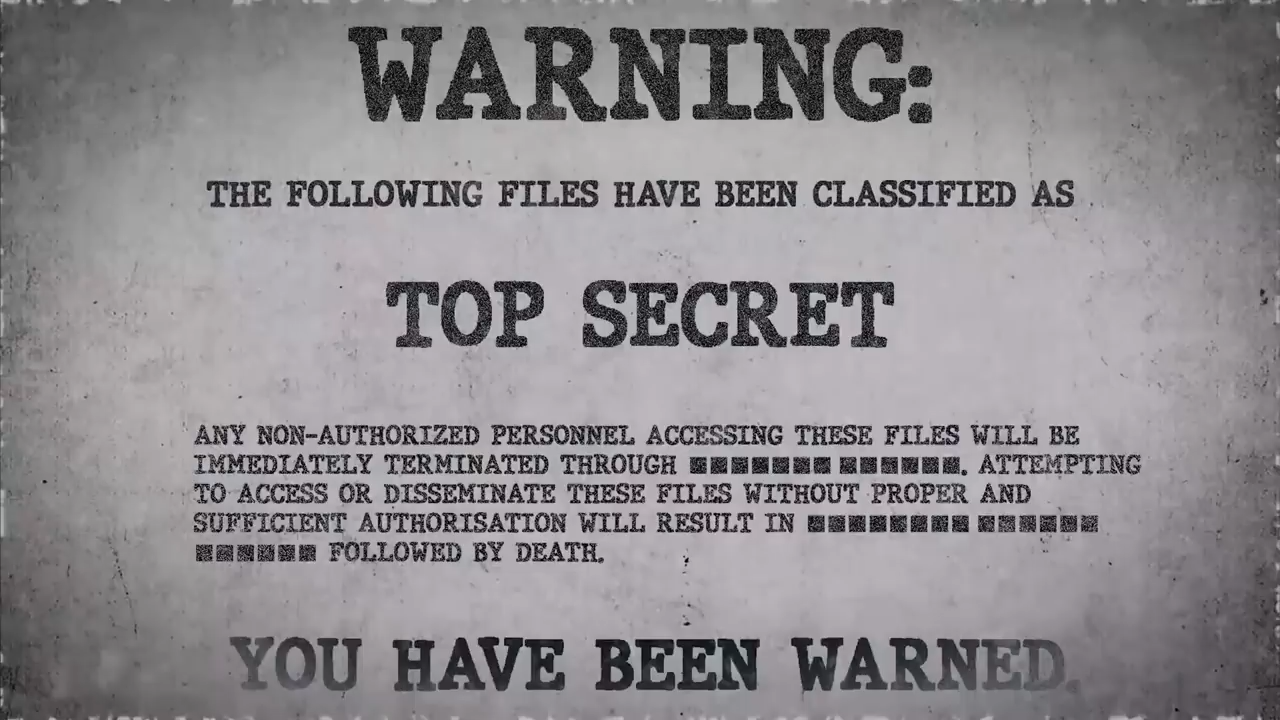 WARNING:
THE FOLLOWING FILES HAVE BEEN CLASSIFIED AS
TOP SECRET
ANY NON-AUTHORIZED PERSONNEL ACCESSING THESE FILES WILL BE
IMMEDIATELY TERMINATED THROUGH ■■■■■■■ ■■■■■■. ATTEMPTING
TO ACCESS OR DISSEMINATE THESE FILES WITHOUT PROPER AND
SUFFICIENT AUTHORISATION WILL RESULT IN ■■■■■■■■ ■■■■■■
■■■■■■ FOLLOWED BY DEATH.
YOU HAVE BEEN WARNED.